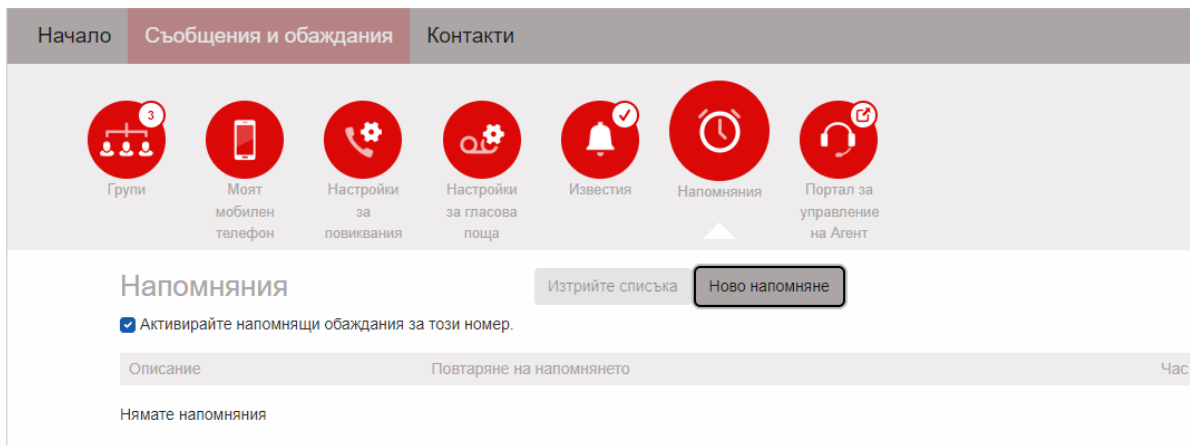 Начало Съобщения и обаждания Контакти
3
Групи
Моят
мобилен
телефон
Настройки
за
повиквания
Настройки
за гласова
поща
Известия
Напомняния
Портал за
управление
на Агент
Напомняния
Изтрийте списъка
Ново напомняне
Активирайте напомнящи обаждания за този номер.
Описание Повтаряне на напомнянето Час
Нямате напомняния